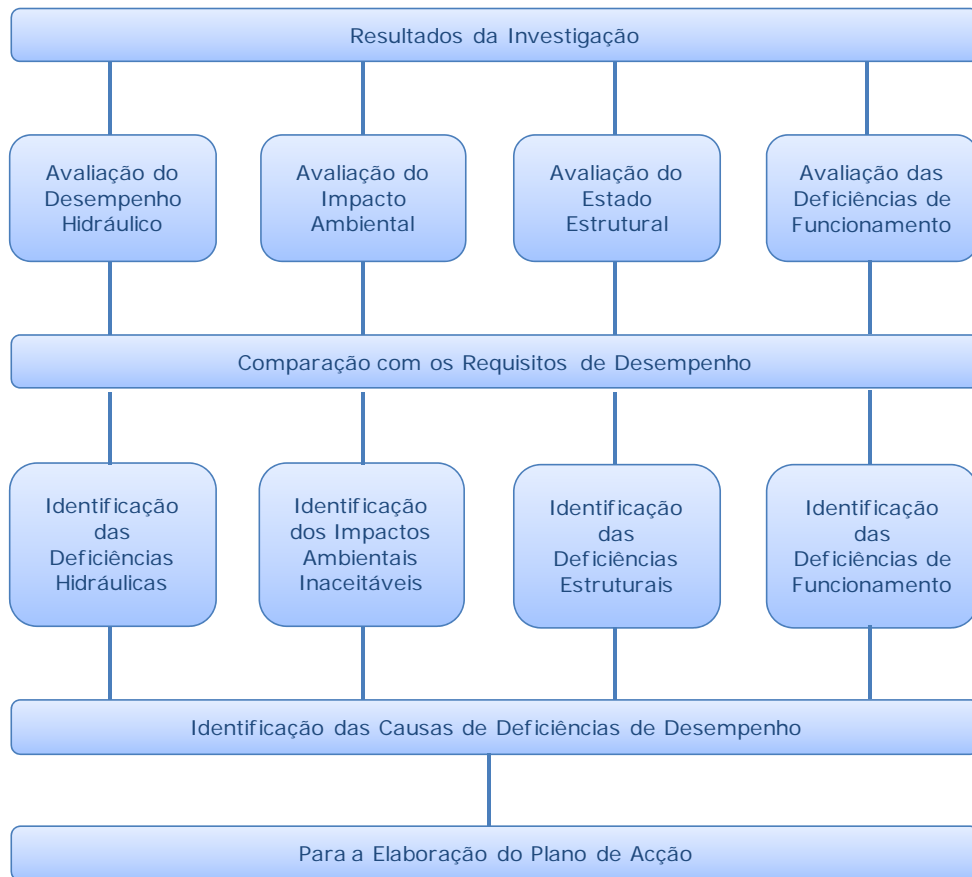 Resultados da Investigação
Avaliação do
Desempenho
Hidráulico
Avaliação do
Impacto
Ambiental
Avaliação do
Estado
Estrutural
Avaliação das
Deficiências de
Funcionamento
Comparação com os Requisitos de Desempenho
Identificação
das
Deficiências
Hidráulicas
Identificação
dos Impactos
Ambientais
Inaceitáveis
Identificação
das
Deficiências
Estruturais
Identificação
das
Deficiências de
Funcionamento
Identificação das Causas de Deficiências de Desempenho
Para a Elaboração do Plano de Acção